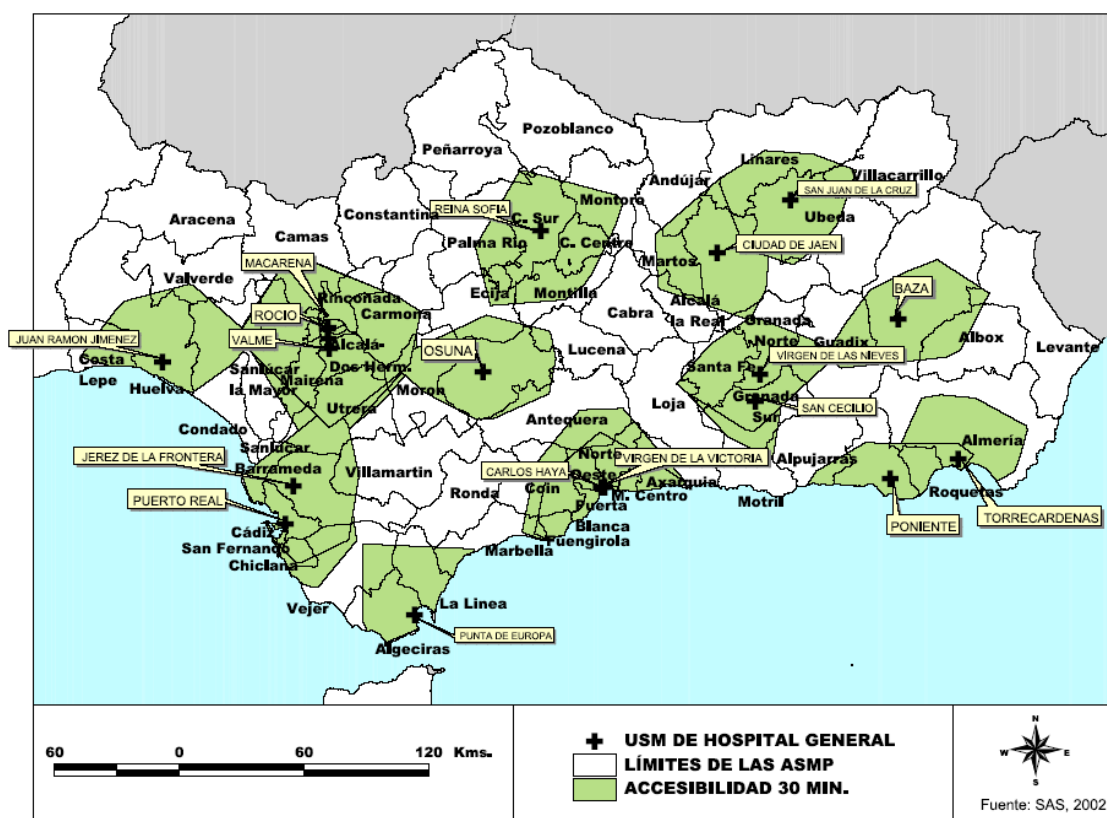 Pozoblanco
Peñarroya
Linares
Andújar
Villacarrillo
SAN JUAN DE LA CRUZ
REINA SOFIA
Montoro
C. Sur
Constantina
Aracena
Ubeda
Camas
Palma Rio
C. Centro
CIUDAD DE JAEN
MACARENA
Martos
Valverde
Ecija
Montilla
BAZA
Rinconada
Carmona
Alcalá
la Real
Cabra
ROCIO
Granada
Norte
JUAN RAMON JIMENEZ
VALME
Alcalá
OSUNA
Guadix
Albox
Levante
Lucena
VIRGEN DE LAS NIEVES
Costa
Lepe
Huelva
Sanlúcar
la Mayor
Mairena
Dos Herm.
Moron
Santa Fe
Utrera
Loja
Granada
Sur
SAN CECILIO
Antequera
Condado
Sanlúcar
Barrameda
Almería
JEREZ DE LA FRONTERA
Norte
VIRGEN DE LA VICTORIA
Alpujarras
CARLOS HAYA
Oeste
Villamartin
Coin
Axarquia
Ronda
M. Centro
Roquetas
Motril
PUERTO REAL
Puerta
Blanca
PONIENTE
TORRECARDENAS
Cádiz
San Fernando
Chiclana
Fuengirola
Marbella
Vejer
La Linea
PUNTA DE EUROPA
Algeciras
60 0 60 120 Kms.
USM DE HOSPITAL GENERAL
LÍMITES DE LAS ASMP
ACCESIBILIDAD 30 MIN.
N
W E
S
Fuente: SAS, 2002